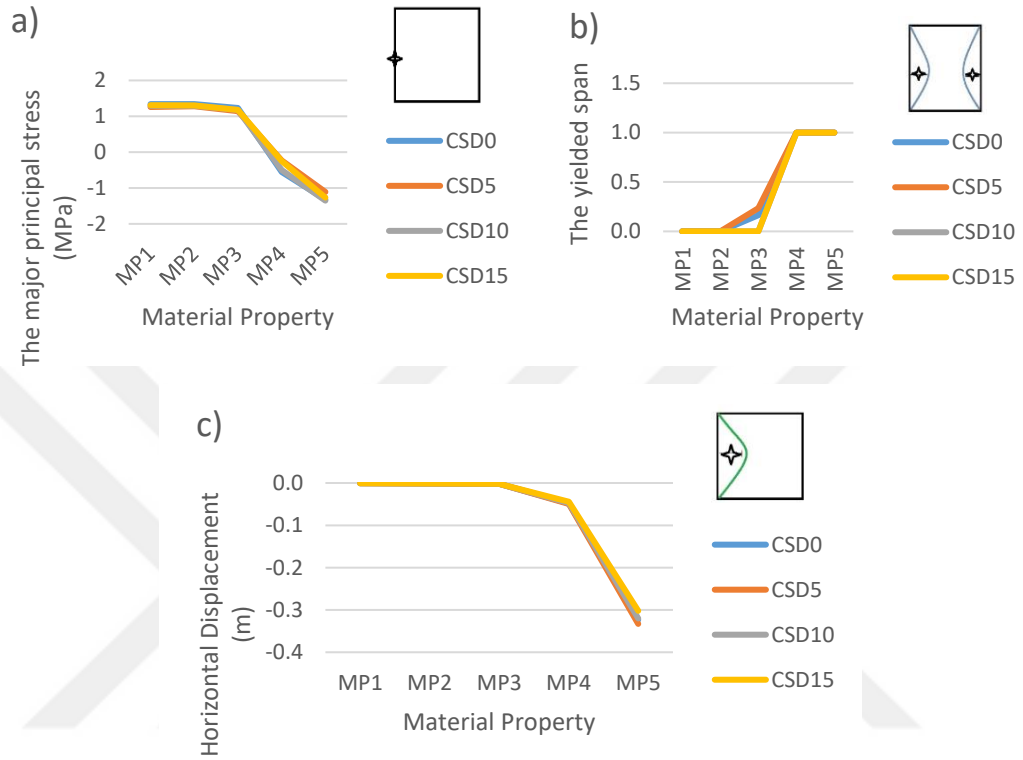 a)
The major principal stress
(MPa)
2
1
0
-1
-2
MP1
MP2
MP3
MP4
MP5
Material Property
CSD0
CSD5
CSD10
CSD15
b)
The yielded span
1.5
1.0
0.5
0.0
MP1
MP2
MP3
MP4
MP5
Material Property
CSD0
CSD5
CSD10
CSD15
c)
Horizontal Displacement
(m)
0.0
-0.1
-0.2
-0.3
-0.4
MP1 MP2 MP3 MP4 MP5
Material Property
CSD0
CSD5
CSD10
CSD15